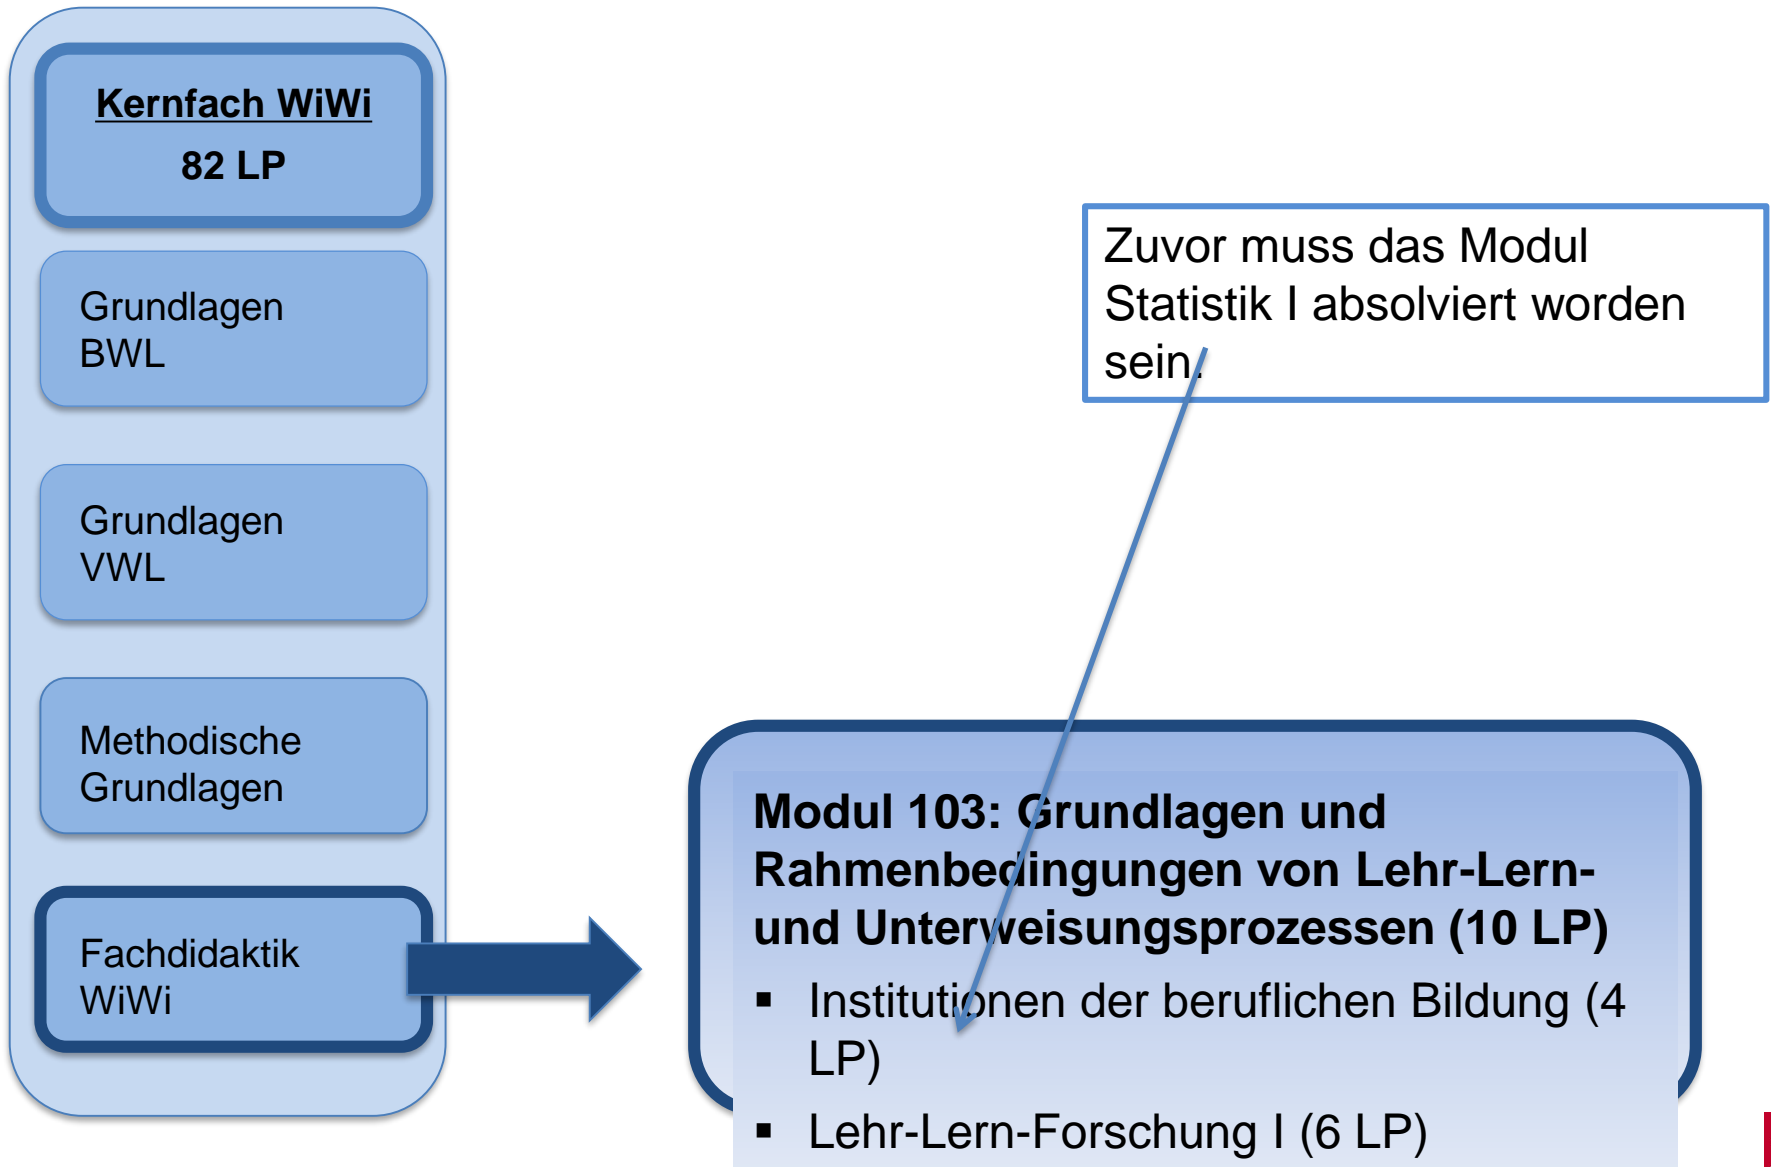 Kernfach WiWi
82 LP
Grundlagen
BWL
Grundlagen
VWL
Methodische
Grundlagen
Fachdidaktik
WiWi
Zuvor muss das Modul
Statistik I absolviert worden
sein.
Modul 103: Grundlagen und
Rahmenbedingungen von Lehr-Lern-
und Unterweisungsprozessen (10 LP)
▪ Institutionen der beruflichen Bildung (4
LP)
▪ Lehr-Lern-Forschung I (6 LP)